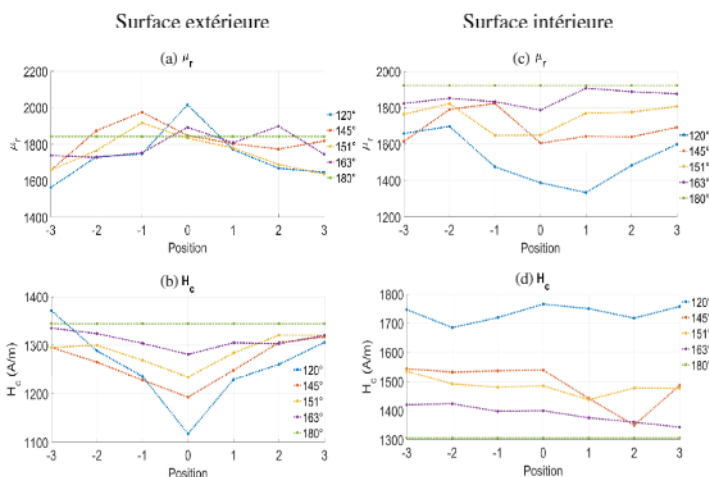 Surface extérieure
Surface intérieure
(a) μr
2200
2000
1800
1600
1400
μr
-3 -2 -1 0 1 2 3
Position
120°
145°
151°
163°
180°
(c) μr
2000
1800
1600
1400
1200
μr
-3 -2 -1 0 1 2 3
Position
120°
145°
151°
163°
180°
(b) Hc
1400
1300
1200
1100
Hc (A/m)
-3 -2 -1 0 1 2 3
Position
120°
145°
151°
163°
180°
(d) Hc
1800
1700
1600
1500
1400
1300
Hc (A/m)
-3 -2 -1 0 1 2 3
Position
120°
145°
151°
163°
180°